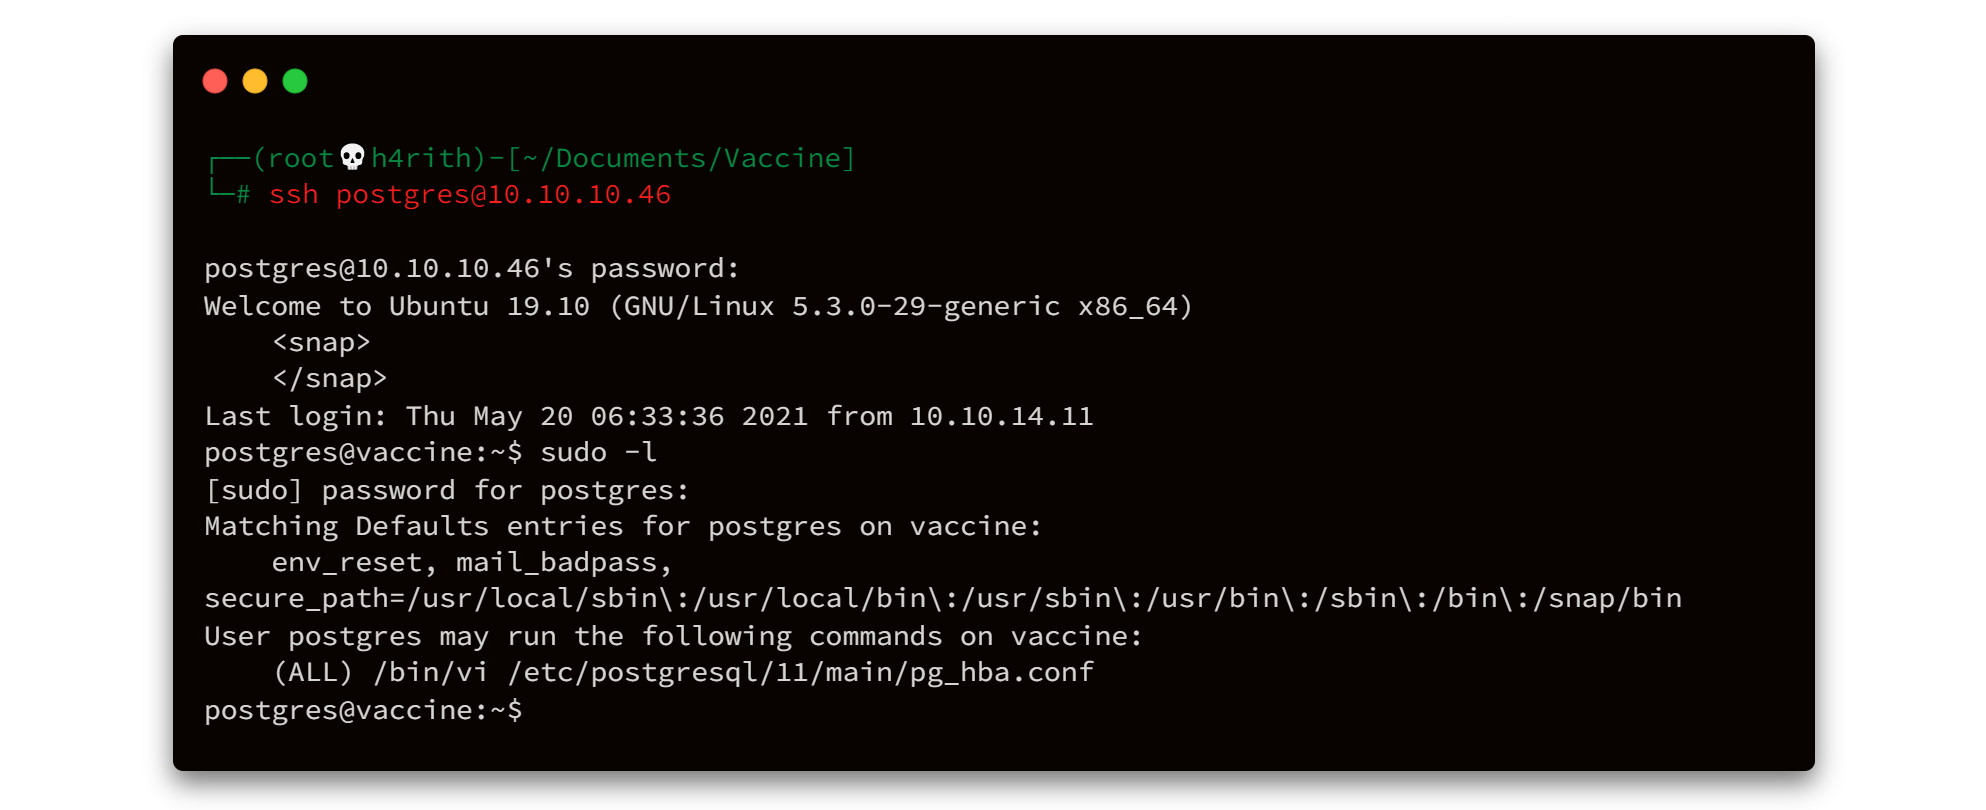 ┌──(root💀h4rith)-[~/Documents/Vaccine]
└─# ssh postgres@10.10.10.46
postgres@10.10.10.46's password:
Welcome to Ubuntu 19.10 (GNU/Linux 5.3.0-29-generic x86_64)
    <snap>
    </snap>
Last login: Thu May 20 06:33:36 2021 from 10.10.14.11
postgres@vaccine:~$ sudo -l
[sudo] password for postgres:
Matching Defaults entries for postgres on vaccine:
    env_reset, mail_badpass,
secure_path=/usr/local/sbin\:/usr/local/bin\:/usr/sbin\:/usr/bin\:/sbin\:/bin\:/snap/bin
User postgres may run the following commands on vaccine:
    (ALL) /bin/vi /etc/postgresql/11/main/pg_hba.conf
postgres@vaccine:~$